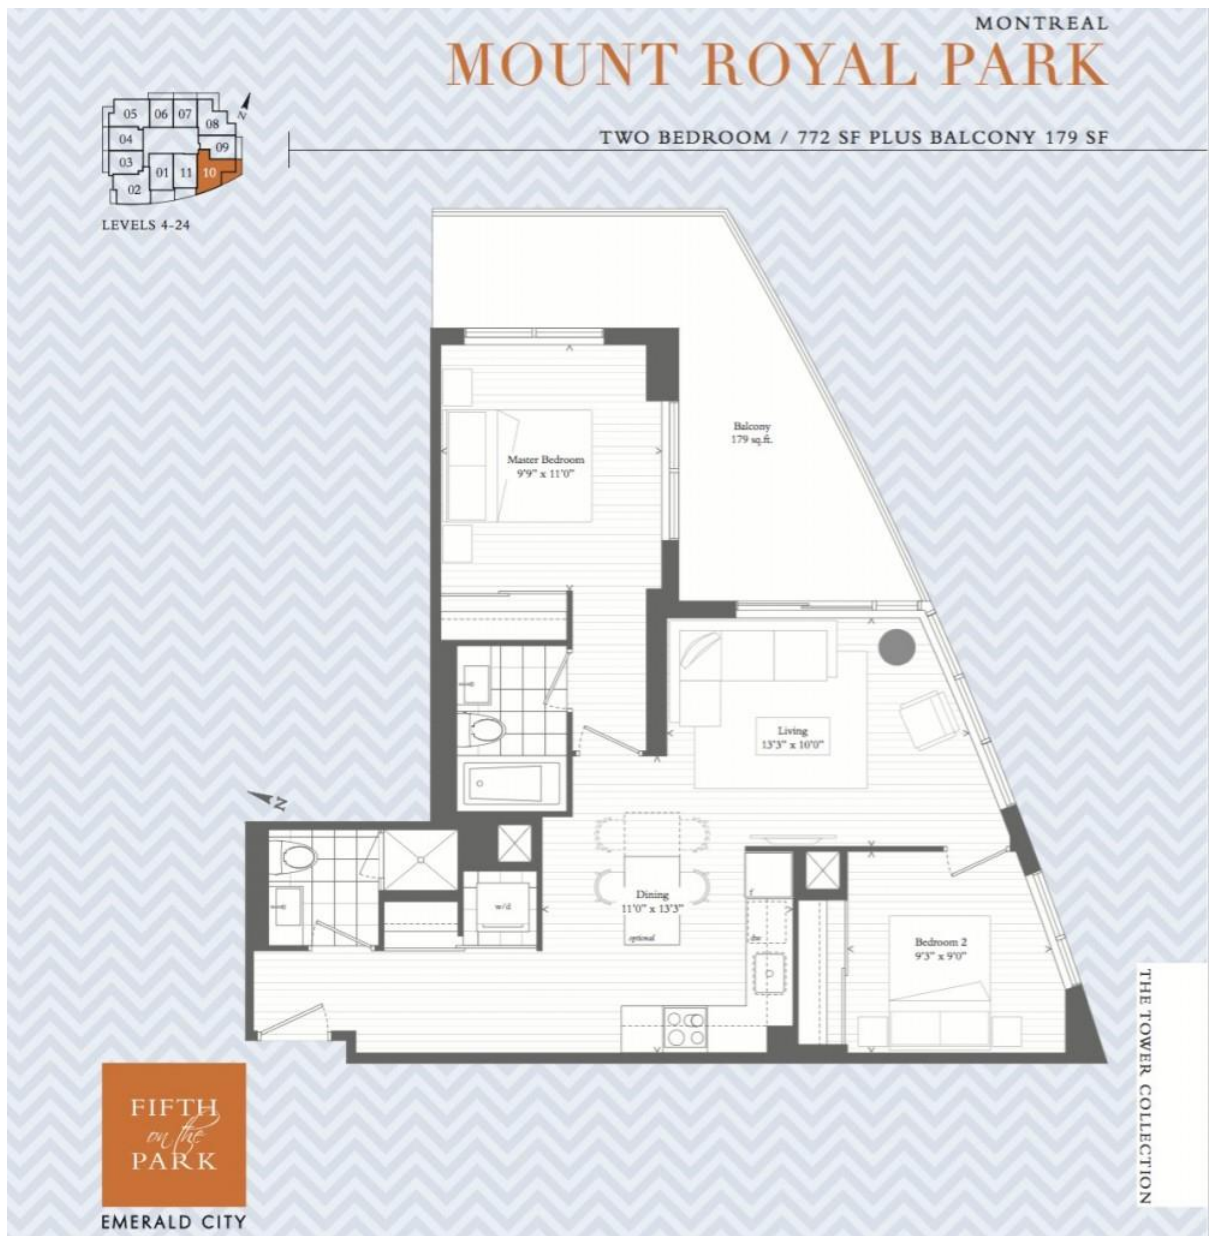 MONTREAL
MOUNT ROYAL PARK
TWO BEDROOM / 772 SF PLUS BALCONY 179 SF
05 06 07 08
04 09
03 01 11 10
02
N
LEVELS 4-24
Balcony
179 sq.ft.
Master Bedroom
9'9" x 11'0"
Living
13'3" x 10'0"
N
w/d
f
Dining
11'0" x 13'3"
optional
dw
Bedroom 2
9'3" x 9'0"
THE TOWER COLLECTION
FIFTH
on the
PARK
EMERALD CITY